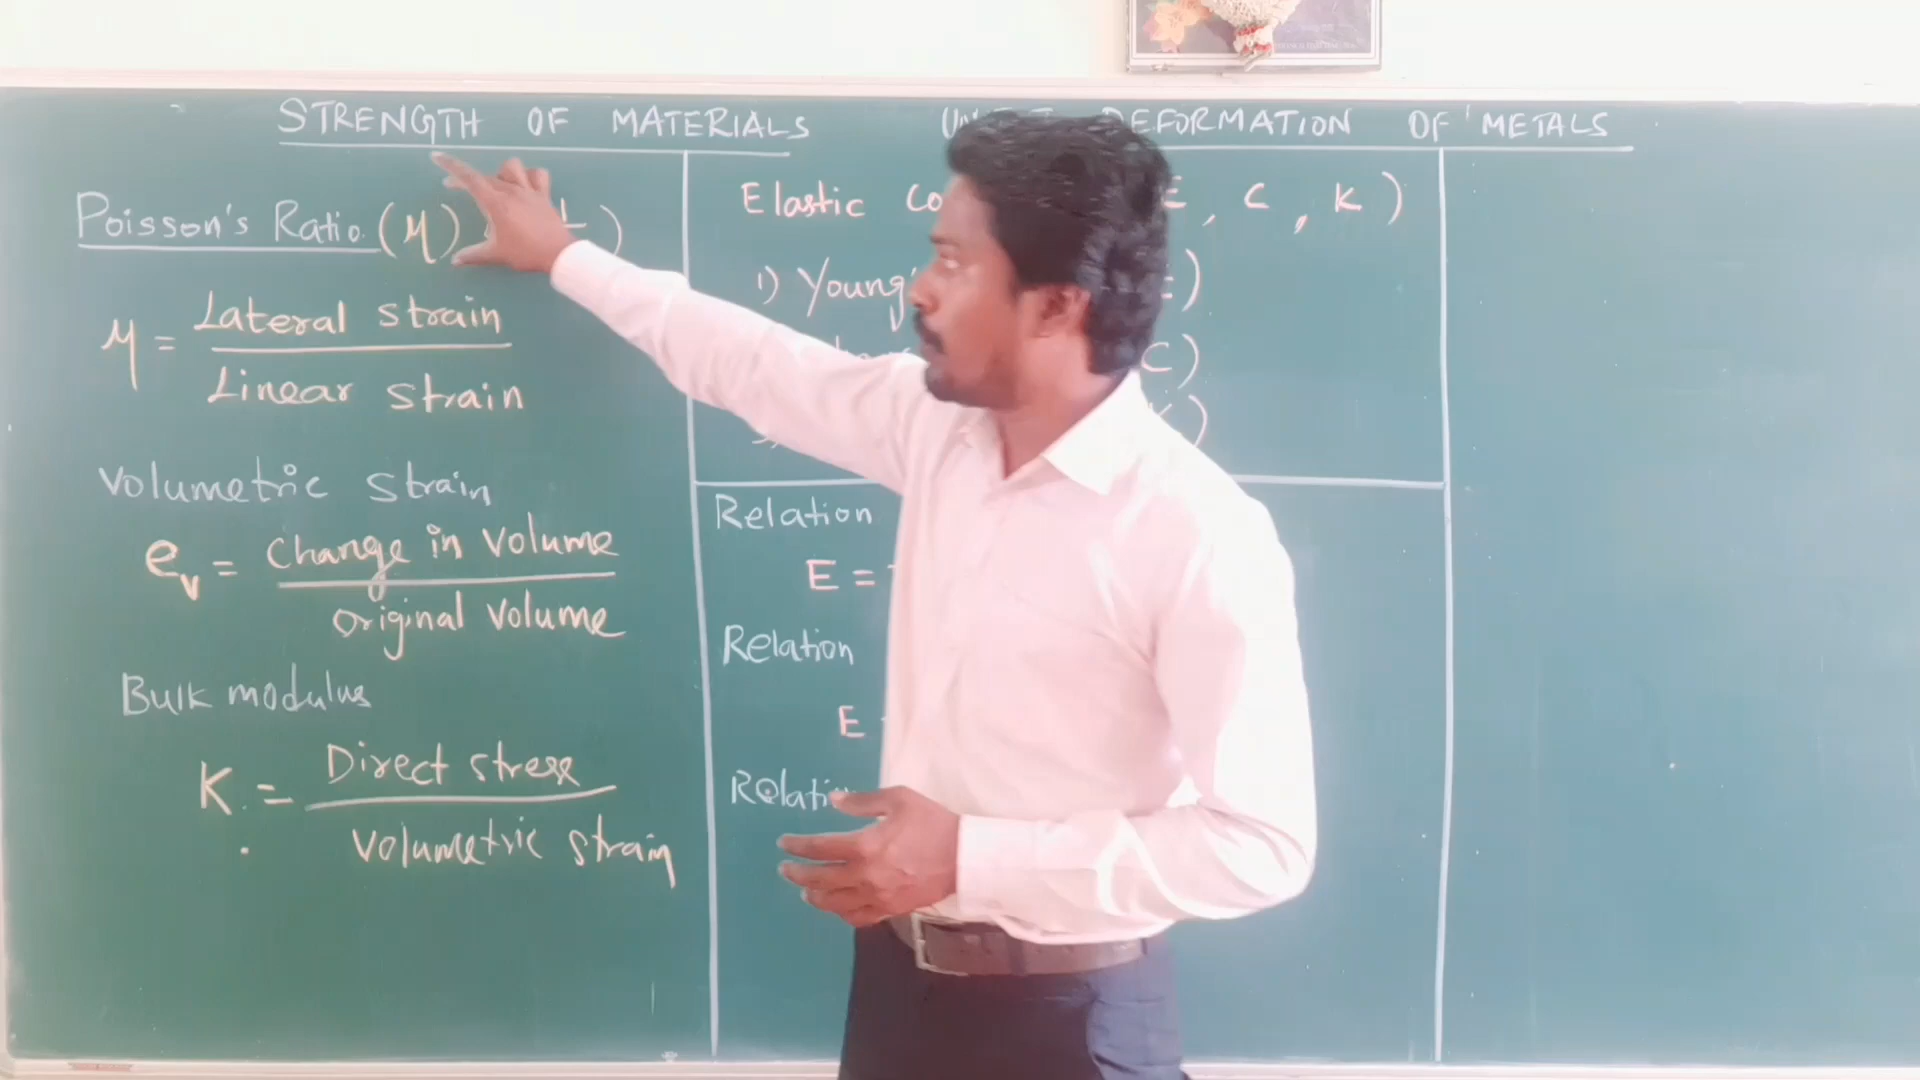 STRENGTH OF MATERIALS DEFORMATION OF METALS
Poisson's Ratio (μ)
μ = Lateral strain
Linear strain
Volumetric strain
ev = Change in volume
original volume
Bulk modulus
K = Direct stress
Volumetric strain
Elastic E, C, K)
1) Young's )
C)
)
Relation
E =
Relation
E